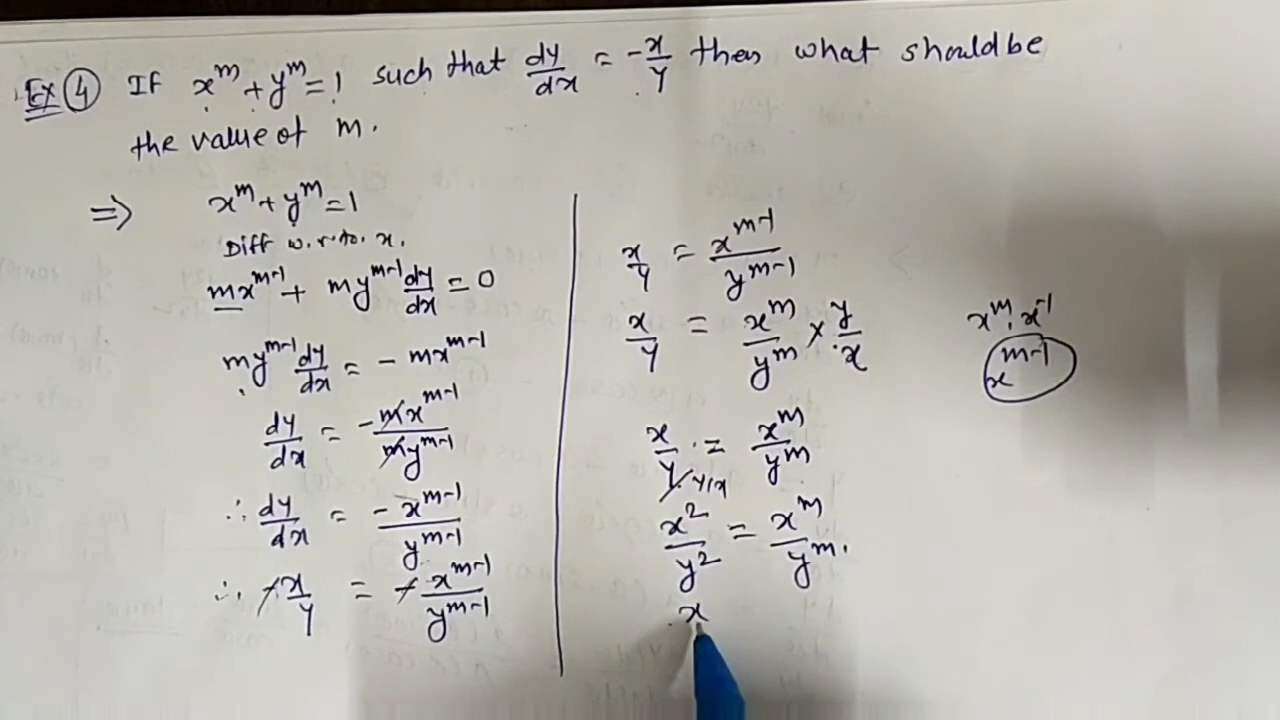 Ex ④ If x^m + y^m = 1 such that dy/dx = -x/y then what should be
the value of m.
⇒ x^m + y^m = 1
Diff w.r.to. x.
mx^(m-1) + my^(m-1) dy/dx = 0
my^(m-1) dy/dx = - mx^(m-1)
dy/dx = - mx^(m-1) / my^(m-1)
∴ dy/dx = -x^(m-1) / y^(m-1)
∴ -x/y = -x^(m-1) / y^(m-1)
x/y = x^(m-1) / y^(m-1)
x/y = x^m / y^m × y/x
x/y / y/x = x^m / y^m
x^2 / y^2 = x^m / y^m.
x
x^m . x^-1
x^(m-1)